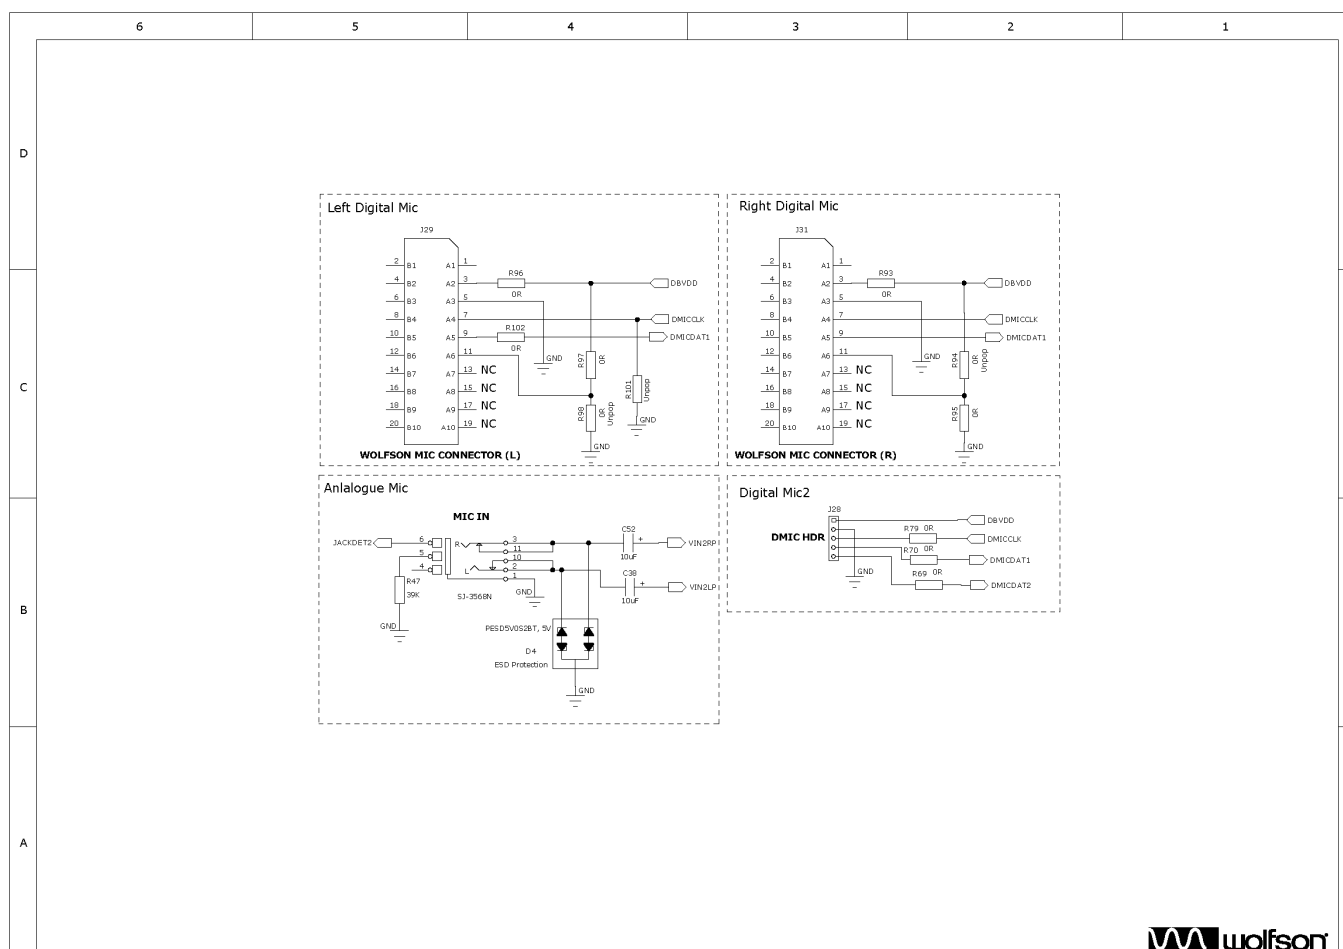 6 5 4 3 2 1
D
C
B
A
Left Digital Mic
J29
2 B1 A1 1
4 B2 A2 3
6 B3 A3 5
8 B4 A4 7
10 B5 A5 9
12 B6 A6 11
14 B7 A7 13 NC
16 B8 A8 15 NC
18 B9 A9 17 NC
20 B10 A10 19 NC
R96
0R
DBVDD
DMICCLK
R102
0R
DMICDAT1
GND
R97
0R
R98
0R
Unpop
GND
R101
Unpop
GND
WOLFSON MIC CONNECTOR (L)
Right Digital Mic
J31
2 B1 A1 1
4 B2 A2 3
6 B3 A3 5
8 B4 A4 7
10 B5 A5 9
12 B6 A6 11
14 B7 A7 13 NC
16 B8 A8 15 NC
18 B9 A9 17 NC
20 B10 A10 19 NC
R93
0R
DBVDD
DMICCLK
DMICDAT1
GND
R94
0R
Unpop
R95
0R
GND
WOLFSON MIC CONNECTOR (R)
Anlalogue Mic
MIC IN
JACKDET2
6
5
4
R
L
3
11
10
2
1
R47
39K
GND
SJ-3568N
GND
C52
+
10uF
VIN2RP
C38
+
10uF
VIN2LP
PESD5V0S2BT, 5V
D4
ESD Protection
GND
Digital Mic2
J28
DMIC HDR
DBVDD
R79 0R
DMICCLK
R70 0R
DMICDAT1
GND
R69 0R
DMICDAT2
wolfson